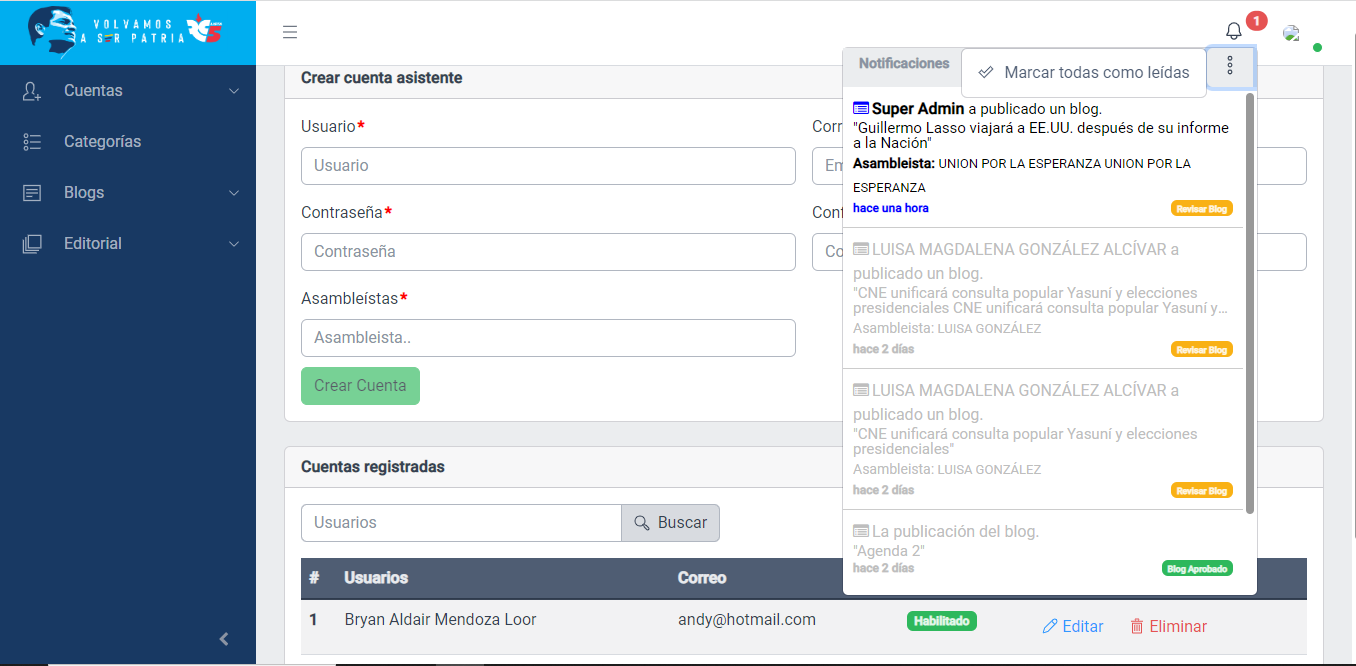 VOLVAMOS
A SER PATRIA
5
1
Cuentas
Categorías
Blogs
Editorial
Crear cuenta asistente
Usuario*
Usuario
Contraseña*
Contraseña
Asambleístas*
Asambleista..
Crear Cuenta
Corr
Em
Cont
Co
Notificaciones
Marcar todas como leídas
Super Admin a publicado un blog.
"Guillermo Lasso viajará a EE.UU. después de su informe
a la Nación"
Asambleista: UNION POR LA ESPERANZA UNION POR LA
ESPERANZA
hace una hora
Revisar Blog
LUISA MAGDALENA GONZÁLEZ ALCÍVAR a
publicado un blog.
"CNE unificará consulta popular Yasuní y elecciones
presidenciales CNE unificará consulta popular Yasuní y...
Asambleista: LUISA GONZÁLEZ
hace 2 días
Revisar Blog
LUISA MAGDALENA GONZÁLEZ ALCÍVAR a
publicado un blog.
"CNE unificará consulta popular Yasuní y elecciones
presidenciales"
Asambleista: LUISA GONZÁLEZ
hace 2 días
Revisar Blog
La publicación del blog.
"Agenda 2"
hace 2 días
Blog Aprobado
Cuentas registradas
Usuarios
Buscar
# Usuarios Correo
1 Bryan Aldair Mendoza Loor andy@hotmail.com Habilitado Editar Eliminar